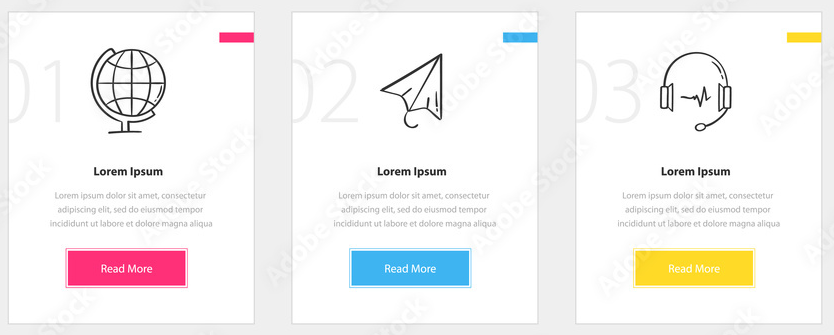 01
Lorem Ipsum
Lorem ipsum dolor sit amet, consectetur
adipiscing elit, sed do eiusmod tempor
incididunt ut labore et dolore magna aliqua
Read More
02
Lorem Ipsum
Lorem ipsum dolor sit amet, consectetur
adipiscing elit, sed do eiusmod tempor
incididunt ut labore et dolore magna aliqua
Read More
03
Lorem Ipsum
Lorem ipsum dolor sit amet, consectetur
adipiscing elit, sed do eiusmod tempor
incididunt ut labore et dolore magna aliqua
Read More
Adobe Stock